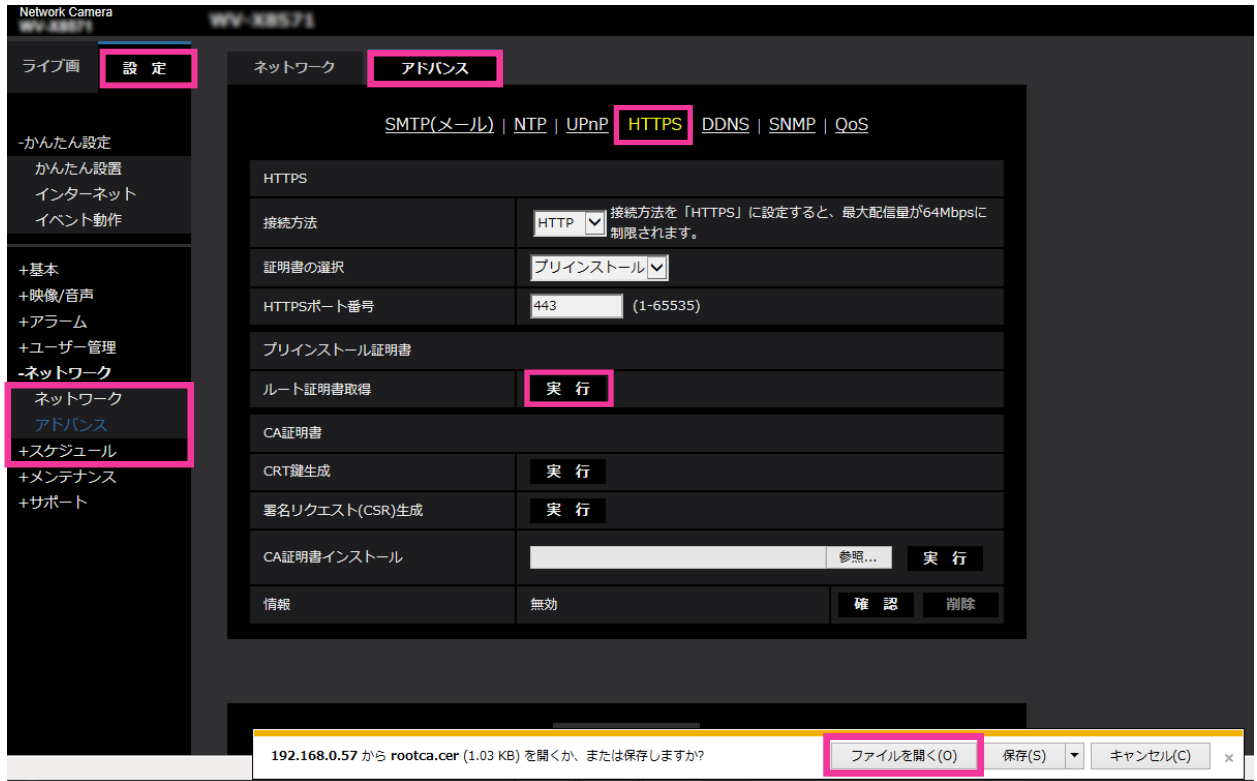 Network Camera
WV-X8571
WV-X8571
ライブ画
設 定
ネットワーク
アドバンス
SMTP(メール) | NTP | UPnP HTTPS DDNS | SNMP | QoS
-かんたん設定
かんたん設置
インターネット
イベント動作
+基本
+映像/音声
+アラーム
+ユーザー管理
-ネットワーク
ネットワーク
アドバンス
+スケジュール
+メンテナンス
+サポート
HTTPS
接続方法
HTTP
接続方法を「HTTPS」に設定すると、最大配信量が64Mbpsに
制限されます。
証明書の選択
プリインストール
HTTPSポート番号
443
(1-65535)
プリインストール証明書
ルート証明書取得
実 行
CA証明書
CRT鍵生成
実 行
署名リクエスト(CSR)生成
実 行
CA証明書インストール
参照...
実 行
情報
無効
確 認
削除
192.168.0.57 から rootca.cer (1.03 KB) を開くか、または保存しますか?
ファイルを開く(O)
保存(S)
キャンセル(C)
×